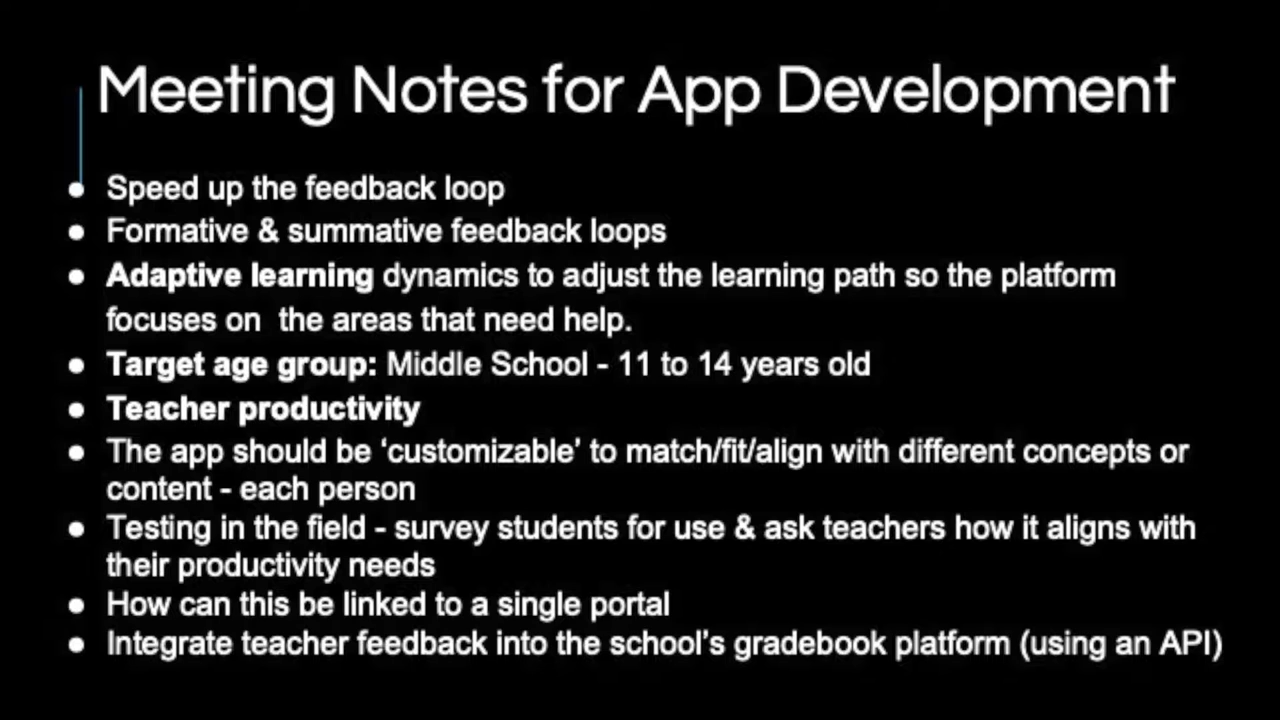 Meeting Notes for App Development
● Speed up the feedback loop
● Formative & summative feedback loops
● Adaptive learning dynamics to adjust the learning path so the platform
focuses on  the areas that need help.
● Target age group: Middle School - 11 to 14 years old
● Teacher productivity
● The app should be ‘customizable’ to match/fit/align with different concepts or
content - each person
● Testing in the field - survey students for use & ask teachers how it aligns with
their productivity needs
● How can this be linked to a single portal
● Integrate teacher feedback into the school’s gradebook platform (using an API)